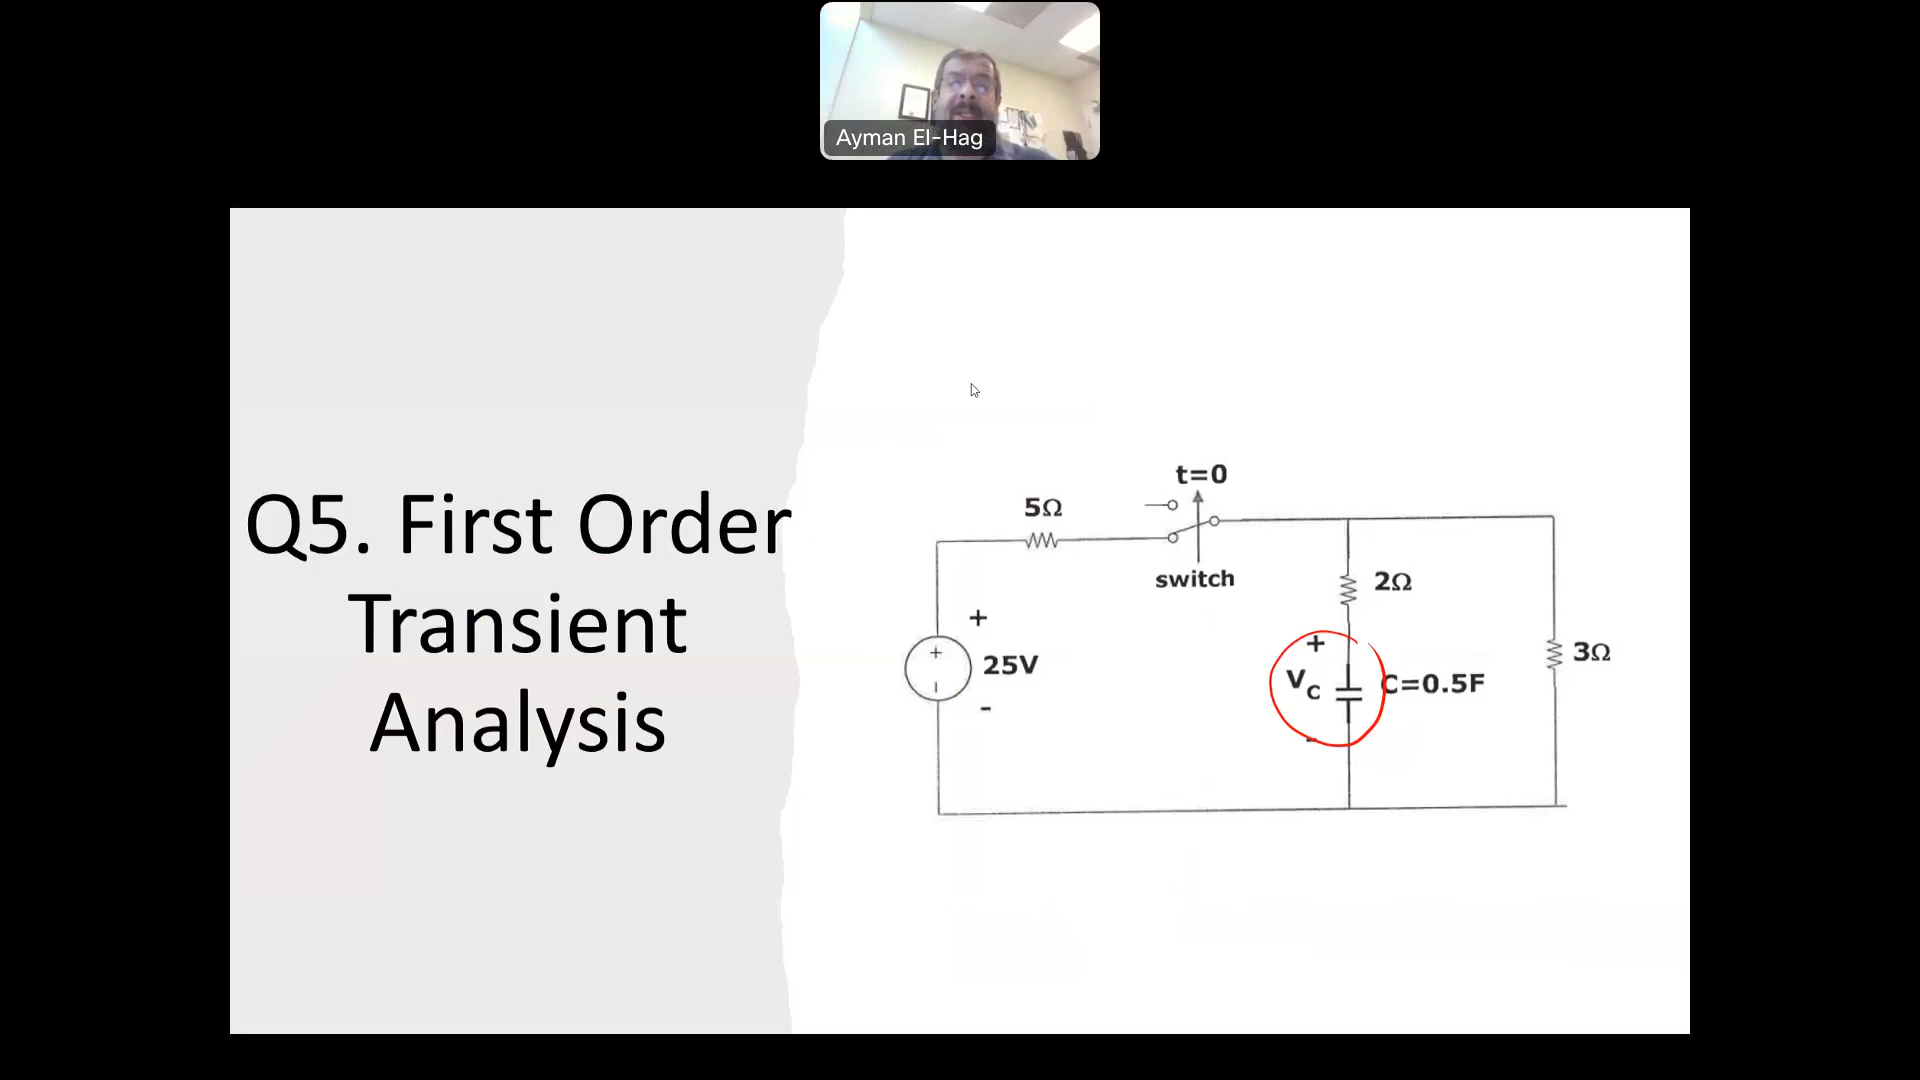 Ayman El-Hag
Q5. First Order
Transient
Analysis
t=0
5Ω
switch
2Ω
+
+
25V
-
+
VC
-
C=0.5F
3Ω